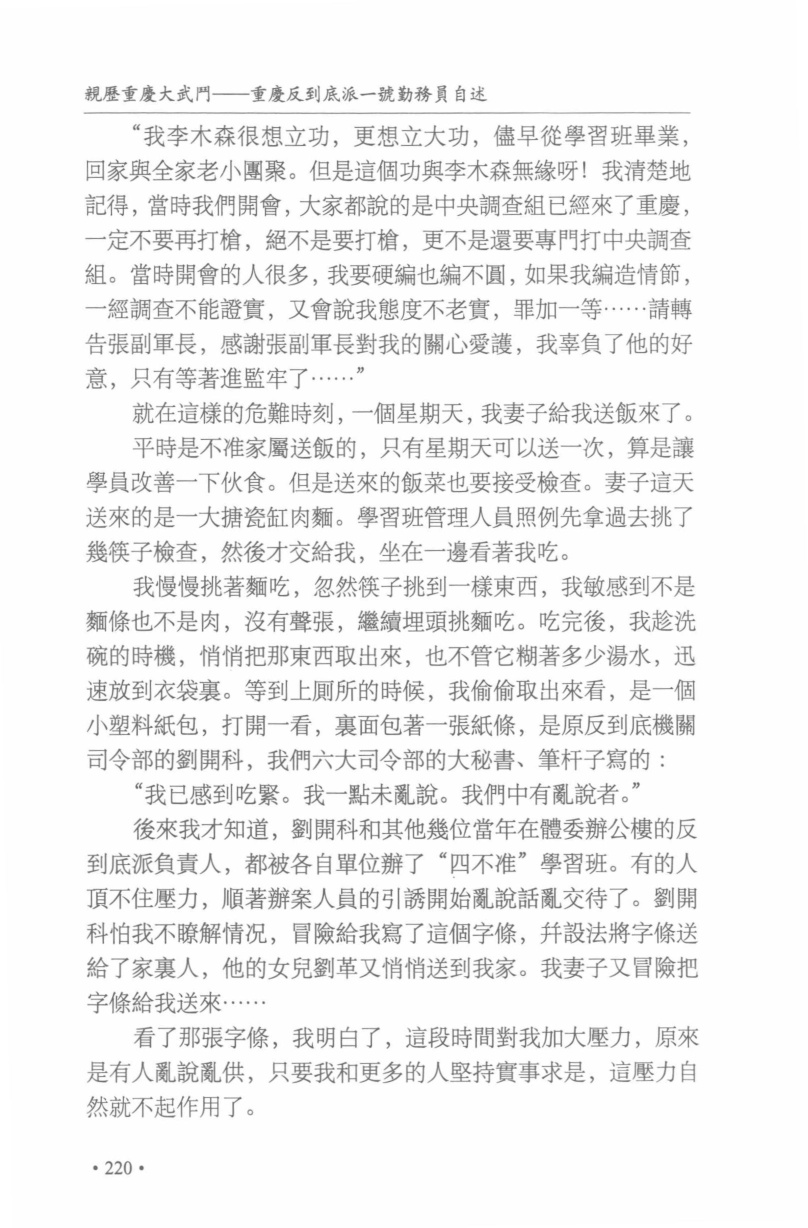 親歷重慶大武鬥——重慶反到底派一號勤務員自述
“我李木森很想立功，更想立大功，儘早從學習班畢業，
回家與全家老小團聚。但是這個功與李木森無緣呀！我清楚地
記得，當時我們開會，大家都說的是中央調查組已經來了重慶，
一定不要再打槍，絕不是要打槍，更不是還要專門打中央調查
組。當時開會的人很多，我要硬編也編不圓，如果我編造情節，
一經調查不能證實，又會說我態度不老實，罪加一等……請轉
告張副軍長，感謝張副軍長對我的關心愛護，我辜負了他的好
意，只有等著進監牢了……”
就在這樣的危難時刻，一個星期天，我妻子給我送飯來了。
平時是不准家屬送飯的，只有星期天可以送一次，算是讓
學員改善一下伙食。但是送來的飯菜也要接受檢查。妻子這天
送來的是一大搪瓷缸肉麵。學習班管理人員照例先拿過去挑了
幾筷子檢查，然後才交給我，坐在一邊看著我吃。
我慢慢挑著麵吃，忽然筷子挑到一樣東西，我敏感到不是
麵條也不是肉，沒有聲張，繼續埋頭挑麵吃。吃完後，我趁洗
碗的時機，悄悄把那東西取出來，也不管它糊著多少湯水，迅
速放到衣袋裏。等到上厠所的時候，我偷偷取出來看，是一個
小塑料紙包，打開一看，裏面包著一張紙條，是原反到底機關
司令部的劉開科，我們六大司令部的大秘書、筆杆子寫的：
“我已感到吃緊。我一點未亂說。我們中有亂說者。”
後來我才知道，劉開科和其他幾位當年在體委辦公樓的反
到底派負責人，都被各自單位辦了“四不准”學習班。有的人
頂不住壓力，順著辦案人員的引誘開始亂說話亂交待了。劉開
科怕我不瞭解情況，冒險給我寫了這個字條，幷設法將字條送
給了家裏人，他的女兒劉革又悄悄送到我家。我妻子又冒險把
字條給我送來……
看了那張字條，我明白了，這段時間對我加大壓力，原來
是有人亂說亂供，只要我和更多的人堅持實事求是，這壓力自
然就不起作用了。
·220·